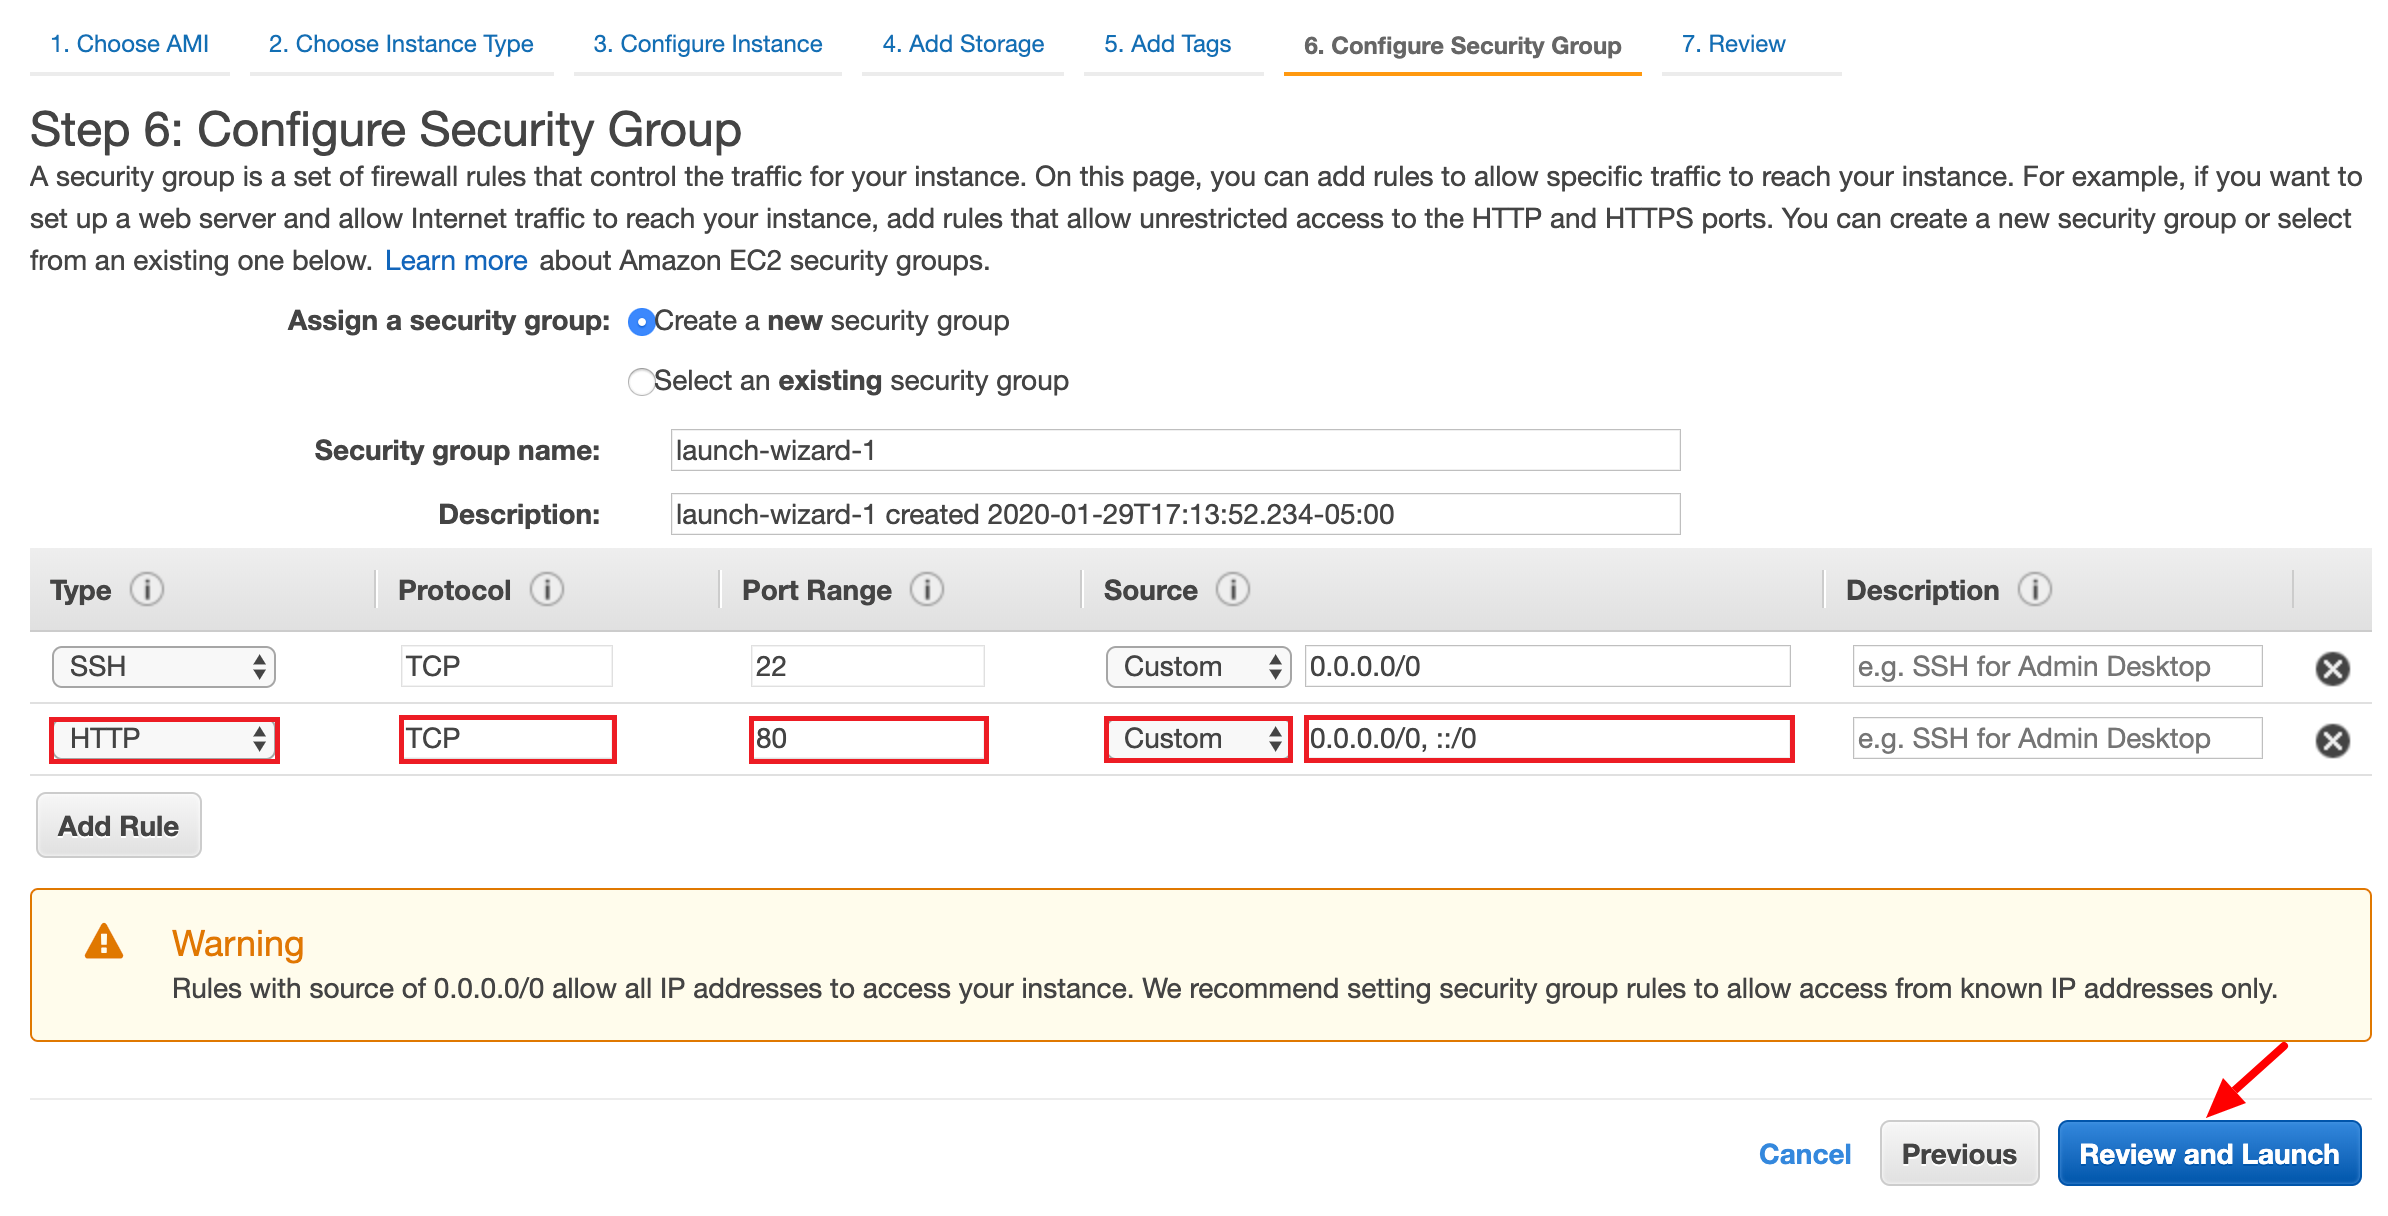 1. Choose AMI 2. Choose Instance Type 3. Configure Instance 4. Add Storage 5. Add Tags 6. Configure Security Group 7. Review
Step 6: Configure Security Group
A security group is a set of firewall rules that control the traffic for your instance. On this page, you can add rules to allow specific traffic to reach your instance. For example, if you want to
set up a web server and allow Internet traffic to reach your instance, add rules that allow unrestricted access to the HTTP and HTTPS ports. You can create a new security group or select
from an existing one below. Learn more about Amazon EC2 security groups.
Assign a security group: Create a new security group
Select an existing security group
Security group name: launch-wizard-1
Description: launch-wizard-1 created 2020-01-29T17:13:52.234-05:00
Type i Protocol i Port Range i Source i Description i
SSH TCP 22 Custom 0.0.0.0/0 e.g. SSH for Admin Desktop
HTTP TCP 80 Custom 0.0.0.0/0, ::/0 e.g. SSH for Admin Desktop
Add Rule
Warning
Rules with source of 0.0.0.0/0 allow all IP addresses to access your instance. We recommend setting security group rules to allow access from known IP addresses only.
Cancel Previous Review and Launch